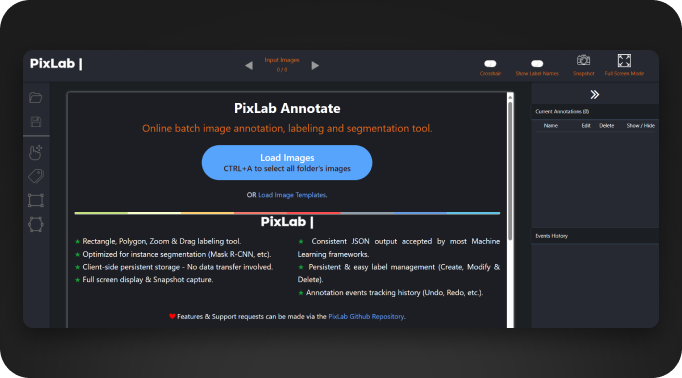 PixLab |
Input Images
0 / 0
Crosshair
Show Label Names
Snapshot
Full Screen Mode
PixLab Annotate
Online batch image annotation, labeling and segmentation tool.
Load Images
CTRL+A to select all folder's images
OR Load Image Templates.
PixLab |
★ Rectangle, Polygon, Zoom & Drag labeling tool.
★ Optimized for instance segmentation (Mask R-CNN, etc).
★ Client-side persistent storage - No data transfer involved.
★ Full screen display & Snapshot capture.
★ Consistent JSON output accepted by most Machine
Learning frameworks.
★ Persistent & easy label management (Create, Modify &
Delete).
★ Annotation events tracking history (Undo, Redo, etc.).
❤ Features & Support requests can be made via the PixLab Github Repository.
Current Annotations (0)
Name Edit Delete Show / Hide
Events History